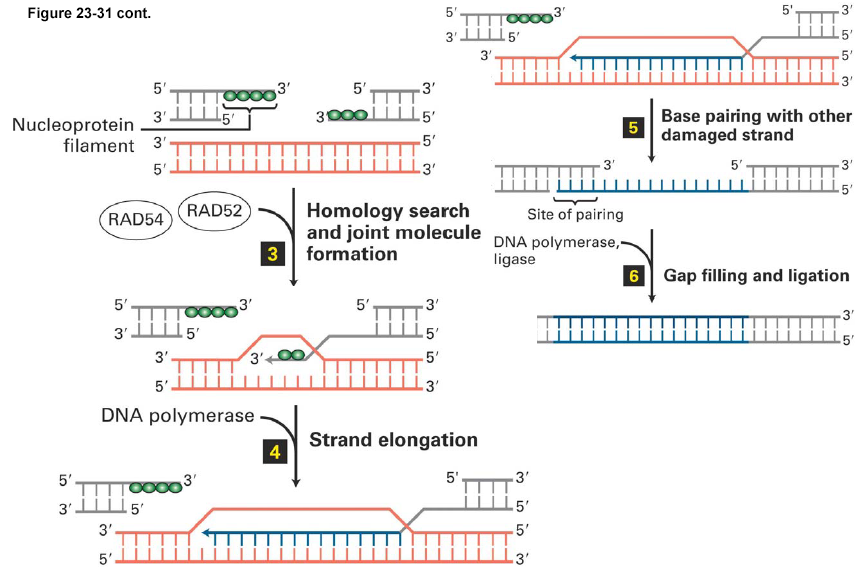 Figure 23-31 cont.
5′ 3′
5′ 3′
3′ 5′
3′ 5′
Nucleoprotein
filament
3′ 5′
5′ 3′
RAD54
RAD52
3
Homology search
and joint molecule
formation
5′ 3′
5′ 3′
3′ 5′
5′
3′ 3′ 5′
5′ 3′
DNA polymerase
4
Strand elongation
5′ 3′
5′ 3′
3′ 5′
5′
3′ 5′
5′ 3′
5′ 3′
5′ 3′
3′ 5′
5′
3′ 5′
5′ 3′
5
Base pairing with other
damaged strand
3′ 5′ 3′
5′
Site of pairing
DNA polymerase,
ligase
6
Gap filling and ligation
3′
5′